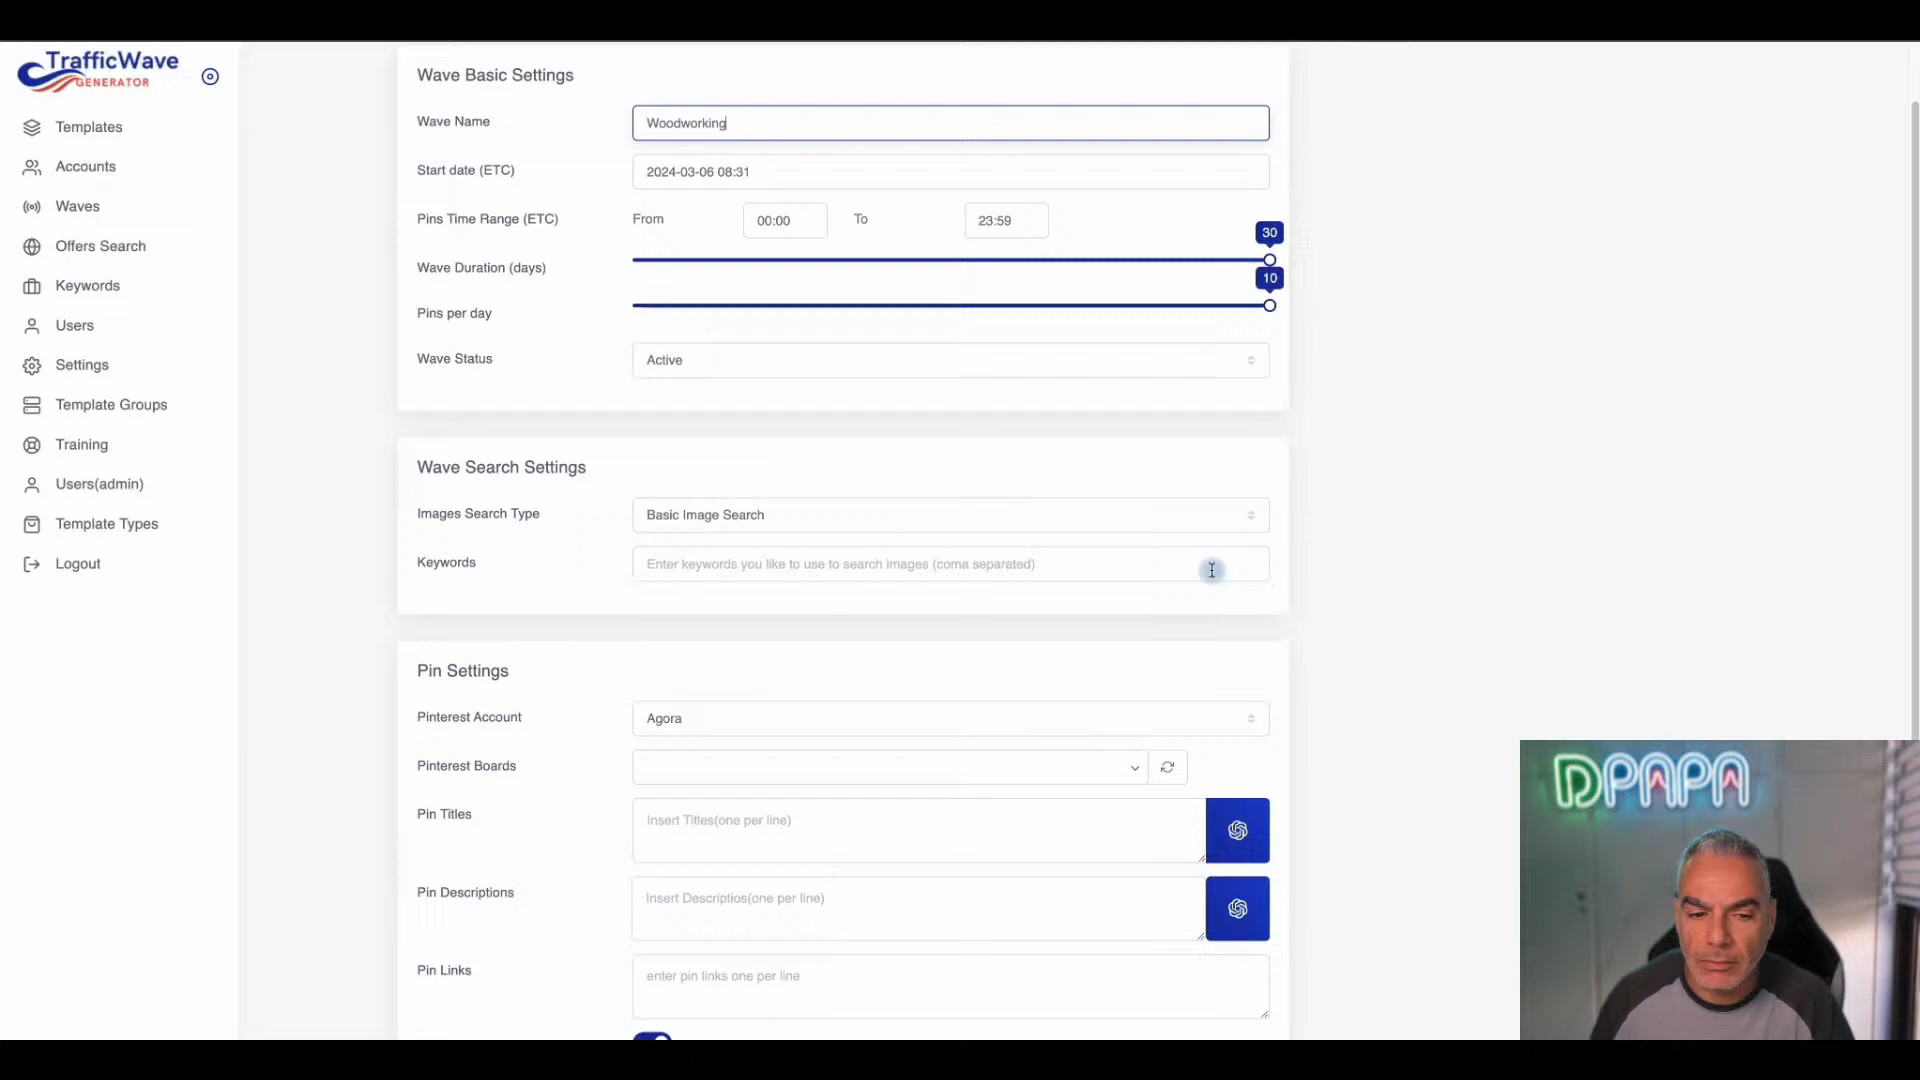 TrafficWave
GENERATOR
Templates
Accounts
Waves
Offers Search
Keywords
Users
Settings
Template Groups
Training
Users(admin)
Template Types
Logout
Wave Basic Settings
Wave Name
Woodworking
Start date (ETC)
2024-03-06 08:31
Pins Time Range (ETC)
From
00:00
To
23:59
30
Wave Duration (days)
10
Pins per day
Wave Status
Active
Wave Search Settings
Images Search Type
Basic Image Search
Keywords
Enter keywords you like to use to search images (coma separated)
Pin Settings
Pinterest Account
Agora
Pinterest Boards
Pin Titles
Insert Titles(one per line)
Pin Descriptions
Insert Descriptios(one per line)
Pin Links
enter pin links one per line
DPAPA